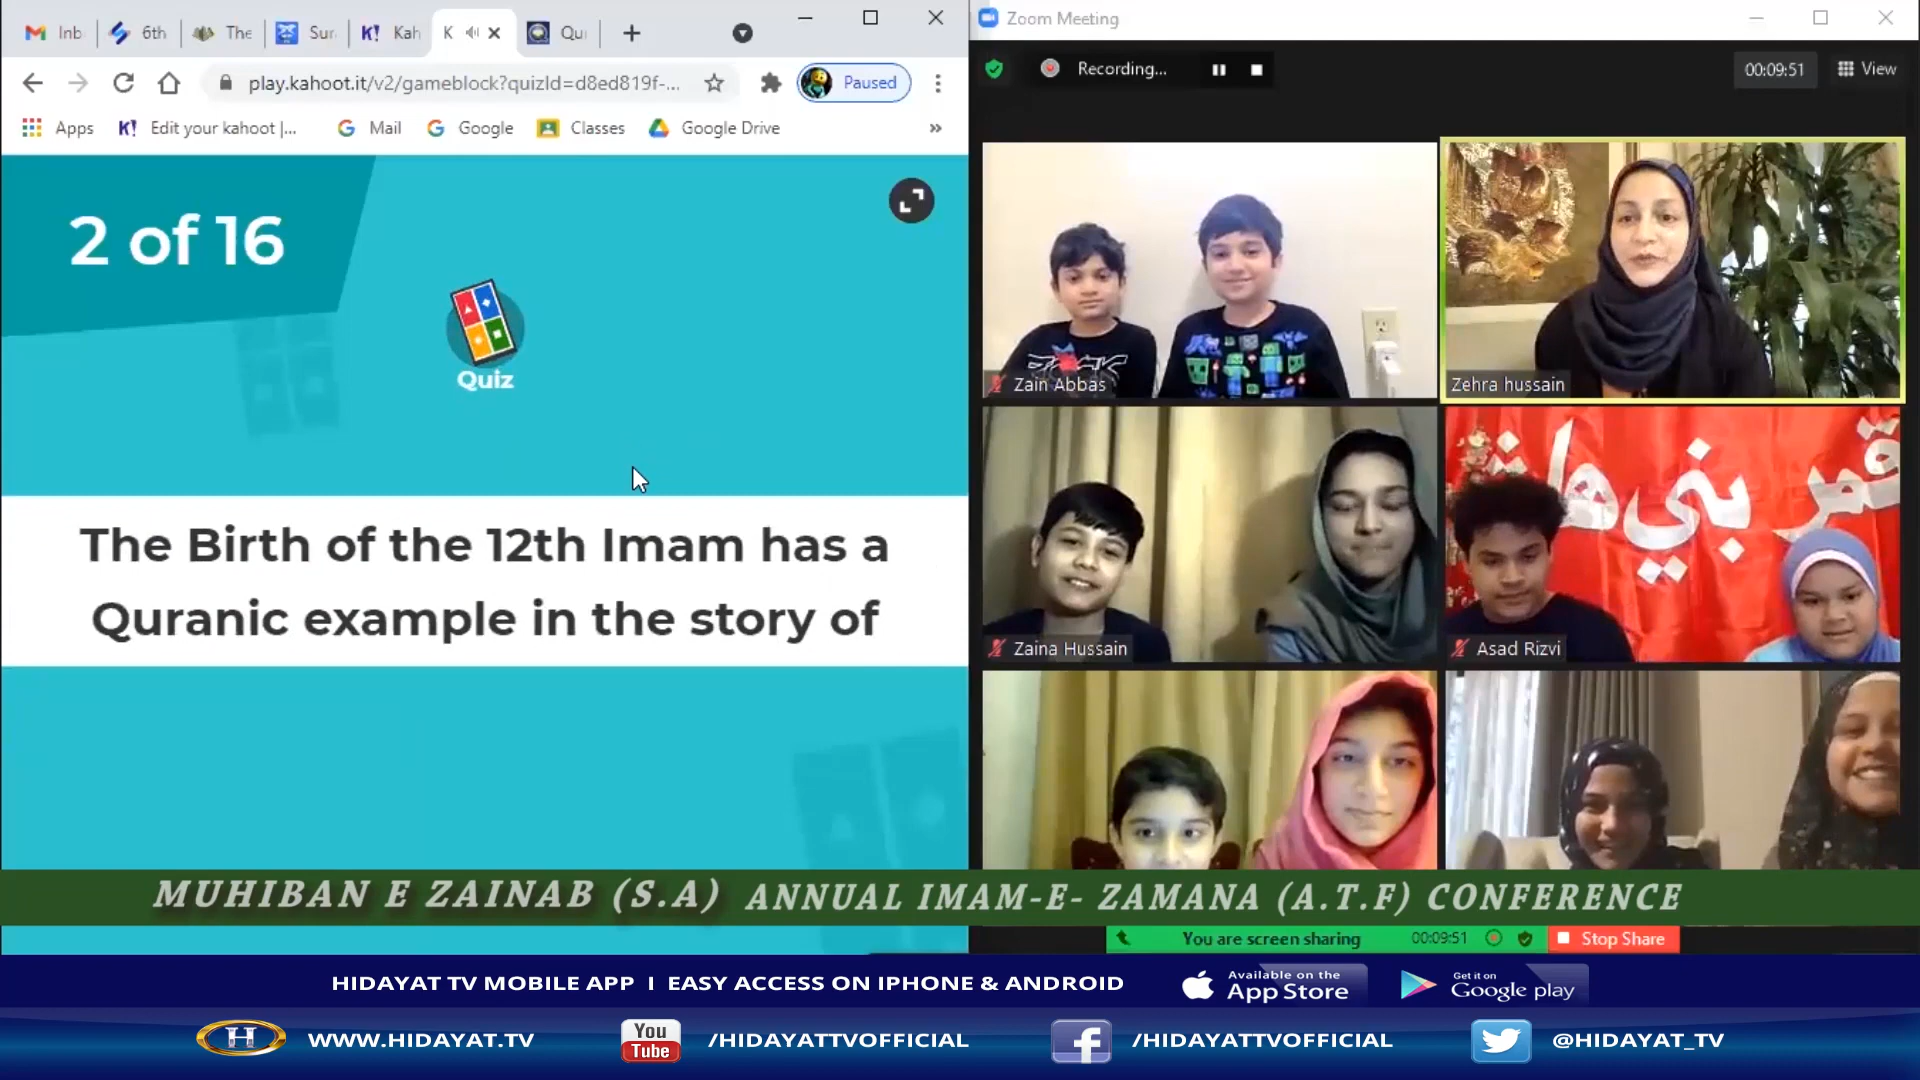 Inb
6th
The
Sur
Kah
K
Qu
play.kahoot.it/v2/gameblock?quizId=d8ed819f-...
Paused
Apps
K! Edit your kahoot |...
Mail
Google
Classes
Google Drive
»
2 of 16
Quiz
The Birth of the 12th Imam has a
Quranic example in the story of
Zoom Meeting
Recording...
00:09:51
View
Zain Abbas
Zehra hussain
Zaina Hussain
قمر بني هاش
Asad Rizvi
MUHIBAN E ZAINAB (S.A) ANNUAL IMAM-E- ZAMANA (A.T.F) CONFERENCE
You are screen sharing 00:09:51 Stop Share
HIDAYAT TV MOBILE APP I EASY ACCESS ON IPHONE & ANDROID
Available on the
App Store
Get it on
Google play
H WWW.HIDAYAT.TV
You
Tube
/HIDAYATTVOFFICIAL
f /HIDAYATTVOFFICIAL
@HIDAYAT_TV